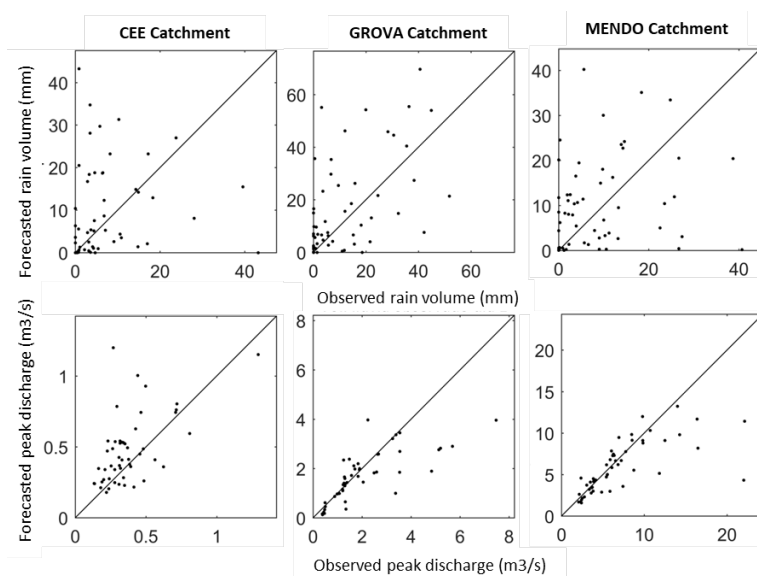 CEE Catchment
GROVA Catchment
MENDO Catchment
Forecasted rain volume (mm)
40
30
20
10
0
0 20 40
60
40
20
0
0 20 40 60
40
30
20
10
0
0 20 40
Observed rain volume (mm)
Forecasted peak discharge (m3/s)
1
0.5
0
0 0.5 1
8
6
4
2
0
0 2 4 6 8
20
15
10
5
0
0 10 20
Observed peak discharge (m3/s)